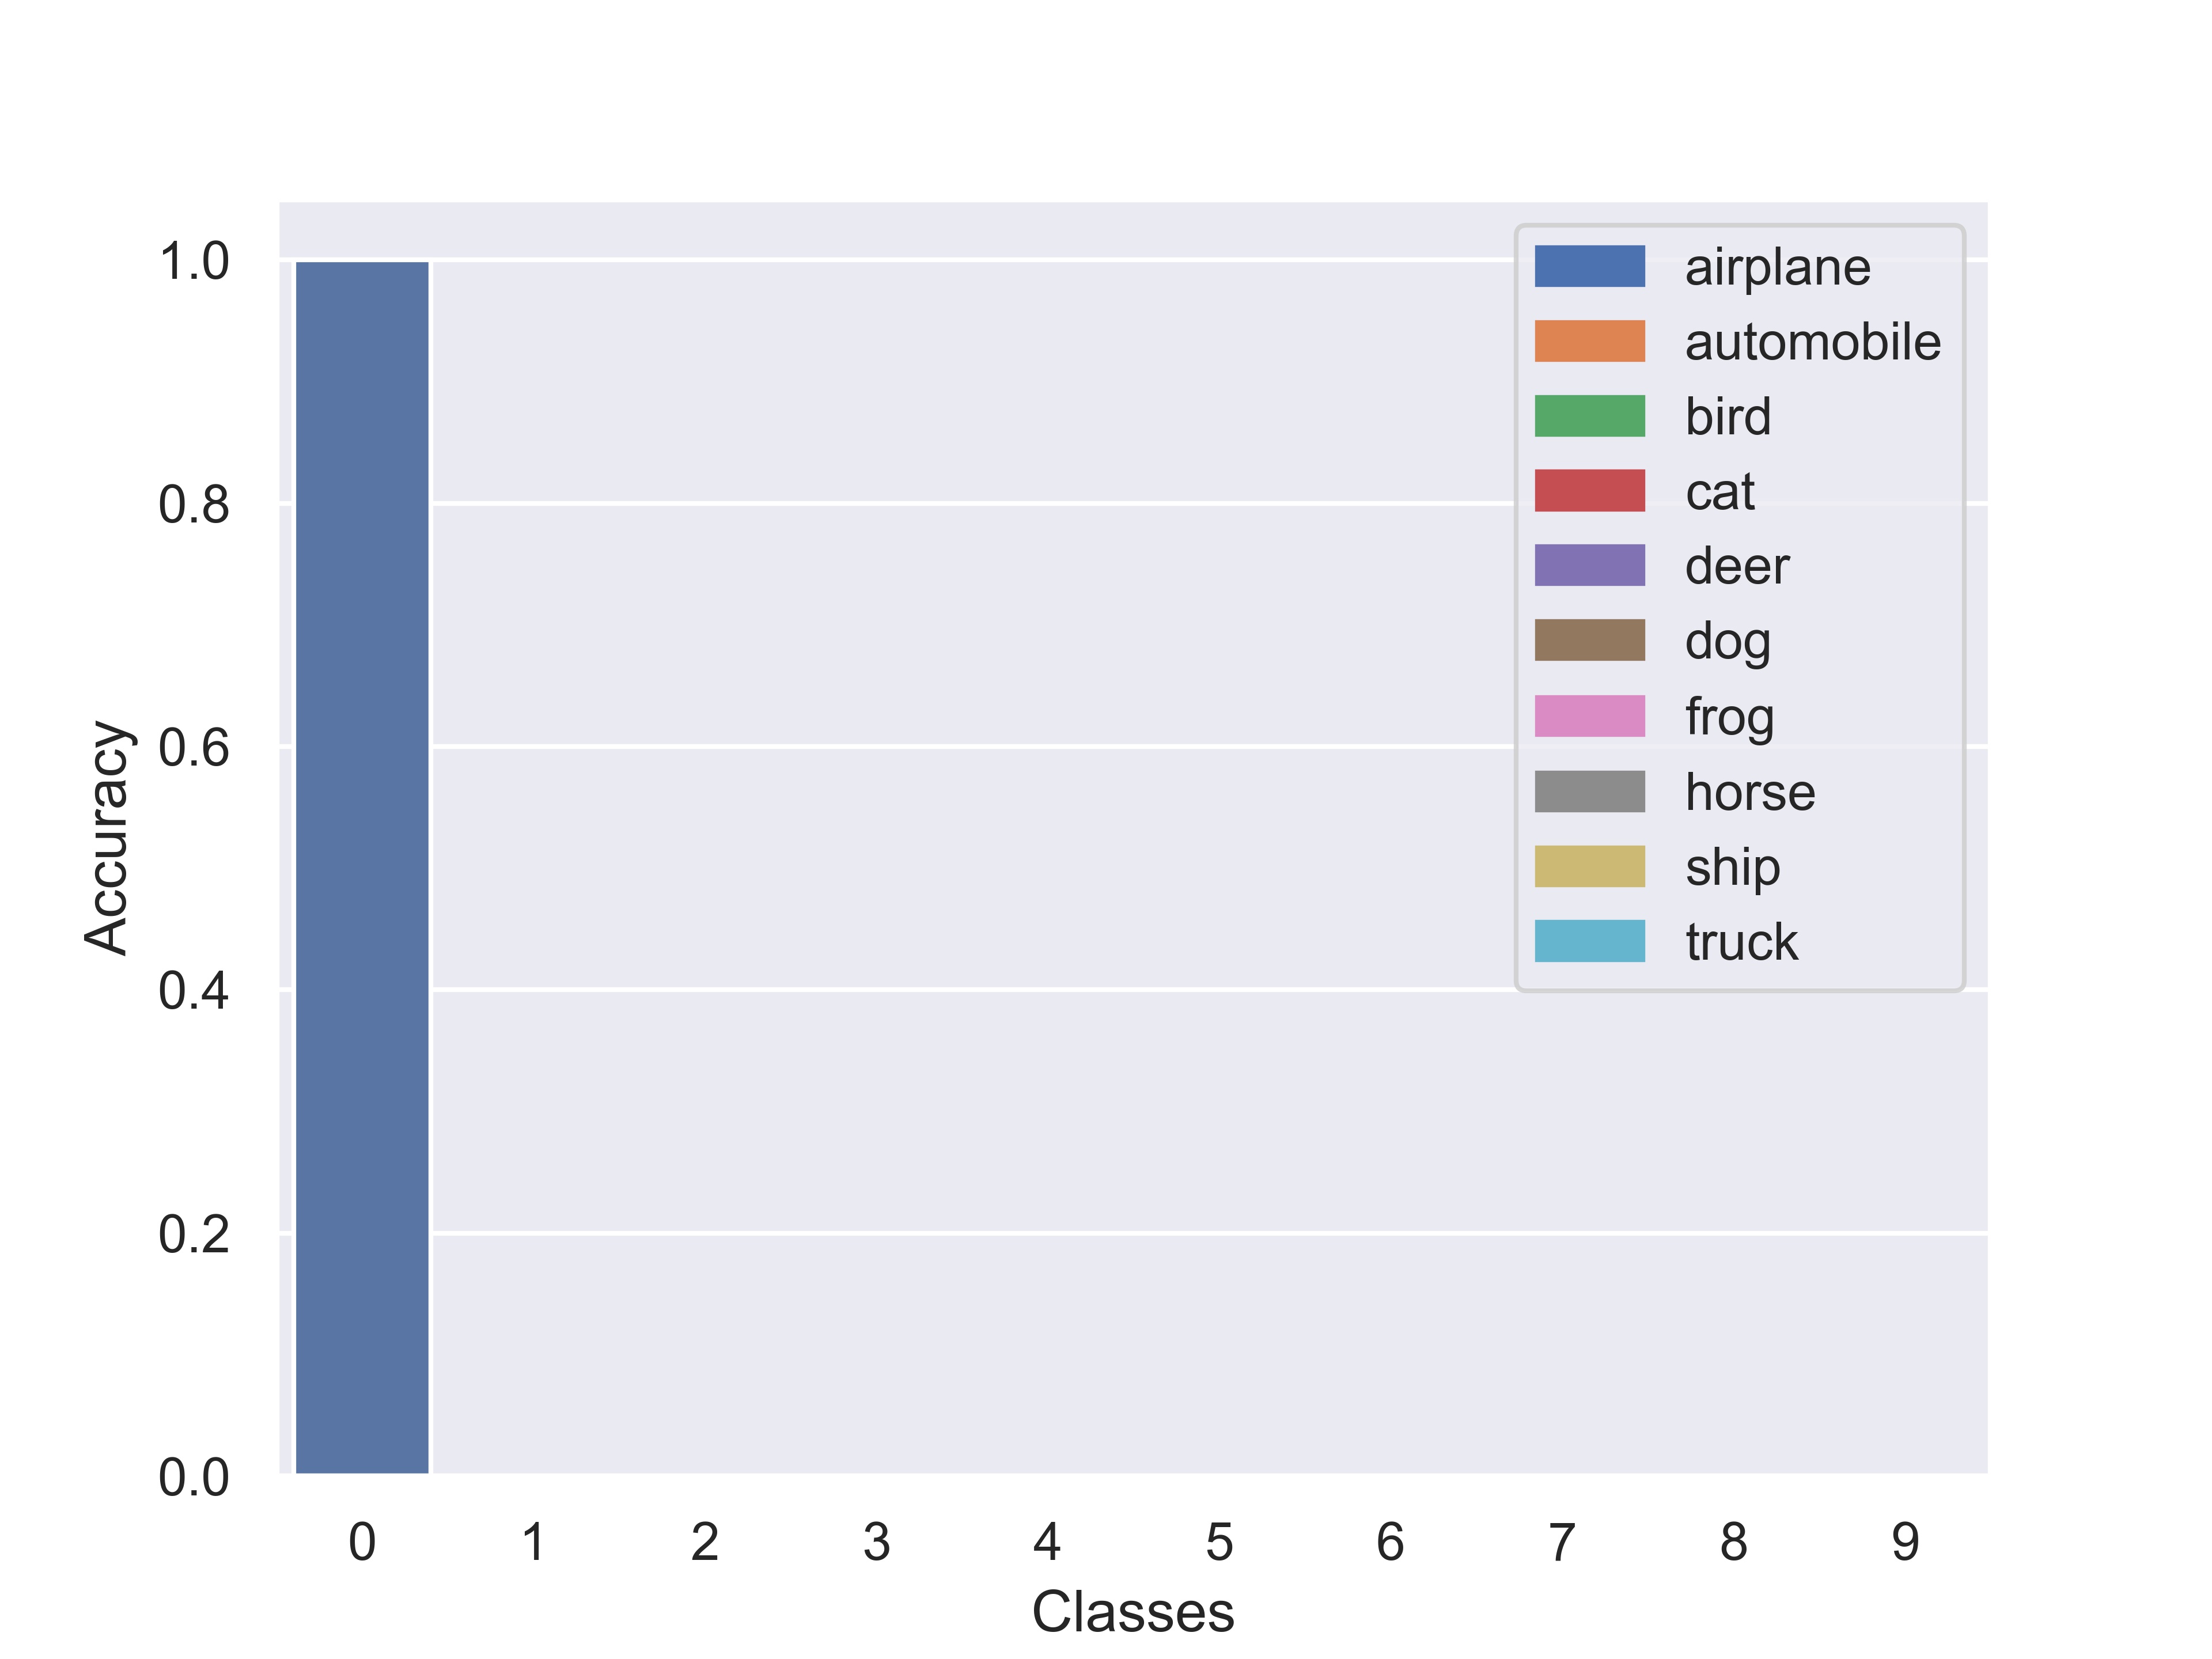 1.0
0.8
0.6
0.4
0.2
0.0
Accuracy
0 1 2 3 4 5 6 7 8 9
Classes
airplane
automobile
bird
cat
deer
dog
frog
horse
ship
truck